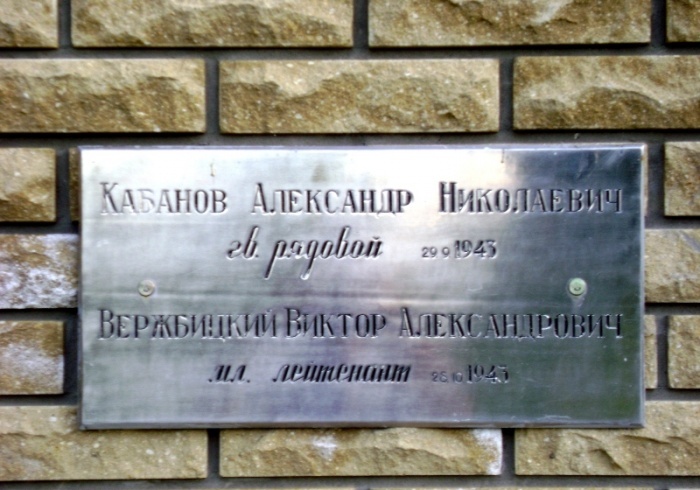 Кабанов Александр Николаевич
гв. рядовой 29 9 1943
Вержбицкий Виктор Александрович
мл. лейтенант 26.10 1943